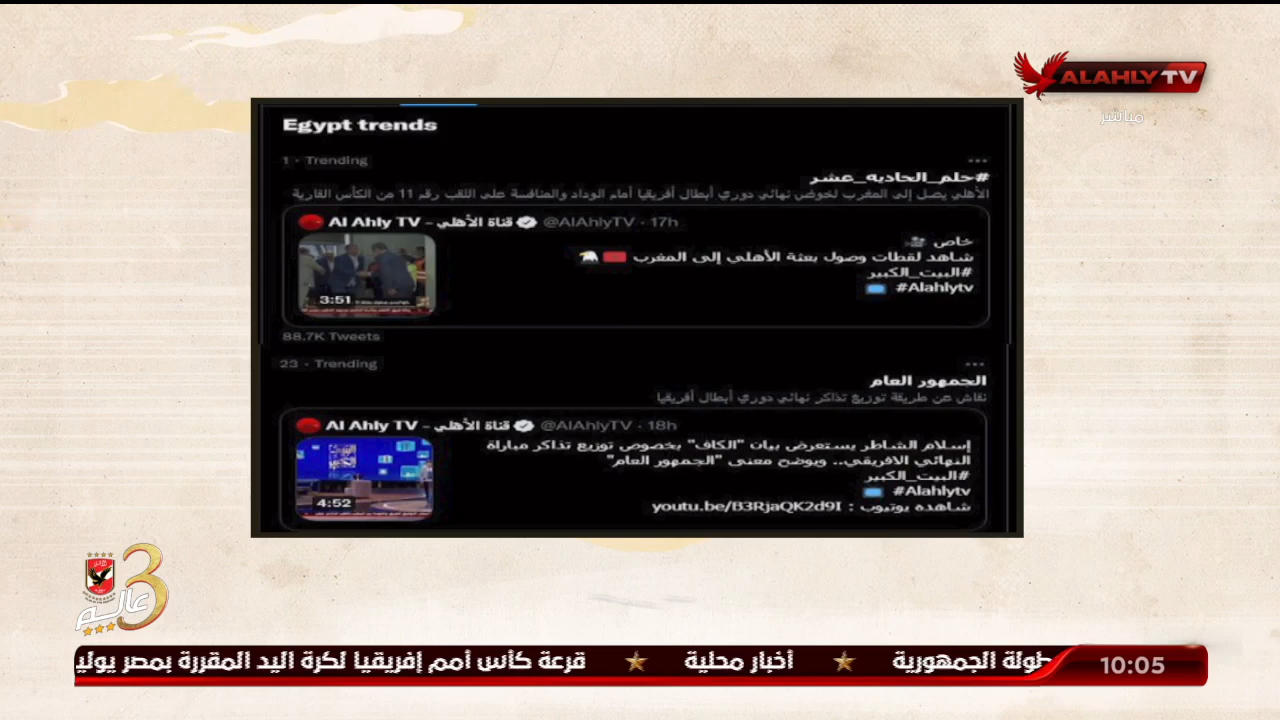 ALAHLY TV
مباشر
Egypt trends
1 · Trending
#حلم_الحاديه_عشر
الأهلي يصل إلى المغرب لخوض نهائي دوري أبطال أفريقيا أمام الوداد والمنافسة على اللقب رقم 11 من الكأس القارية
Al Ahly TV - قناة الأهلي @AlAhlyTV · 17h
خاص
شاهد لقطات وصول بعثة الأهلي إلى المغرب
#البيت_الكبير
#Alahlytv
3:51
88.7K Tweets
23 · Trending
الجمهور العام
نقاش عن طريقة توزيع تذاكر نهائي دوري أبطال أفريقيا
Al Ahly TV - قناة الأهلي @AlAhlyTV · 18h
إسلام الشاطر يستعرض بيان "الكاف" بخصوص توزيع تذاكر مباراة
النهائي الافريقي.. ويوضح معنى "الجمهور العام"
#البيت_الكبير
#Alahlytv
شاهده يوتيوب : youtu.be/B3RjaQK2d9I
4:52
3 عالم
طولة الجمهورية ★ أخبار محلية ★ قرعة كأس أمم إفريقيا لكرة اليد المقررة بمصر يولي
10:05